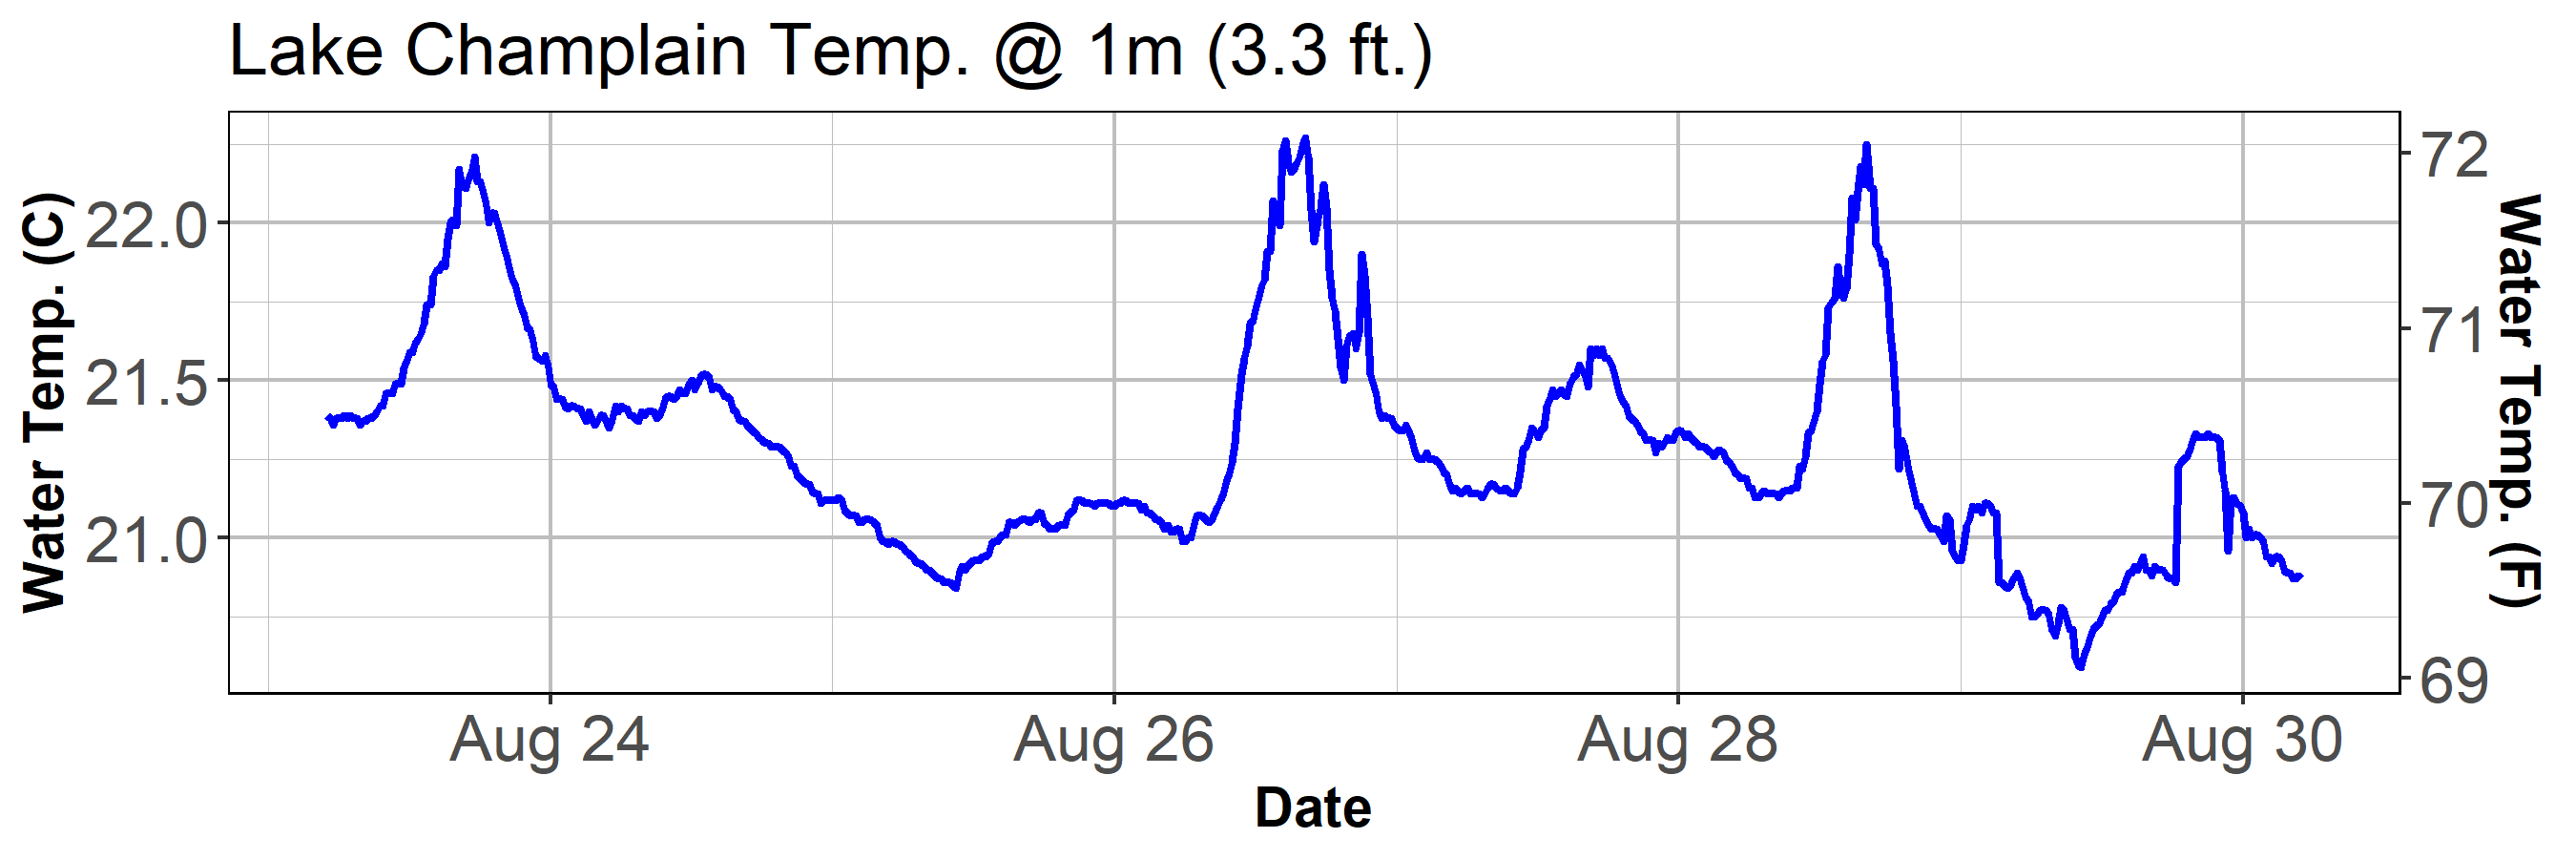 Lake Champlain Temp. @ 1m (3.3 ft.)
Water Temp. (C)
22.0
21.5
21.0
72
71
70
69
Water Temp. (F)
Aug 24
Aug 26
Aug 28
Aug 30
Date